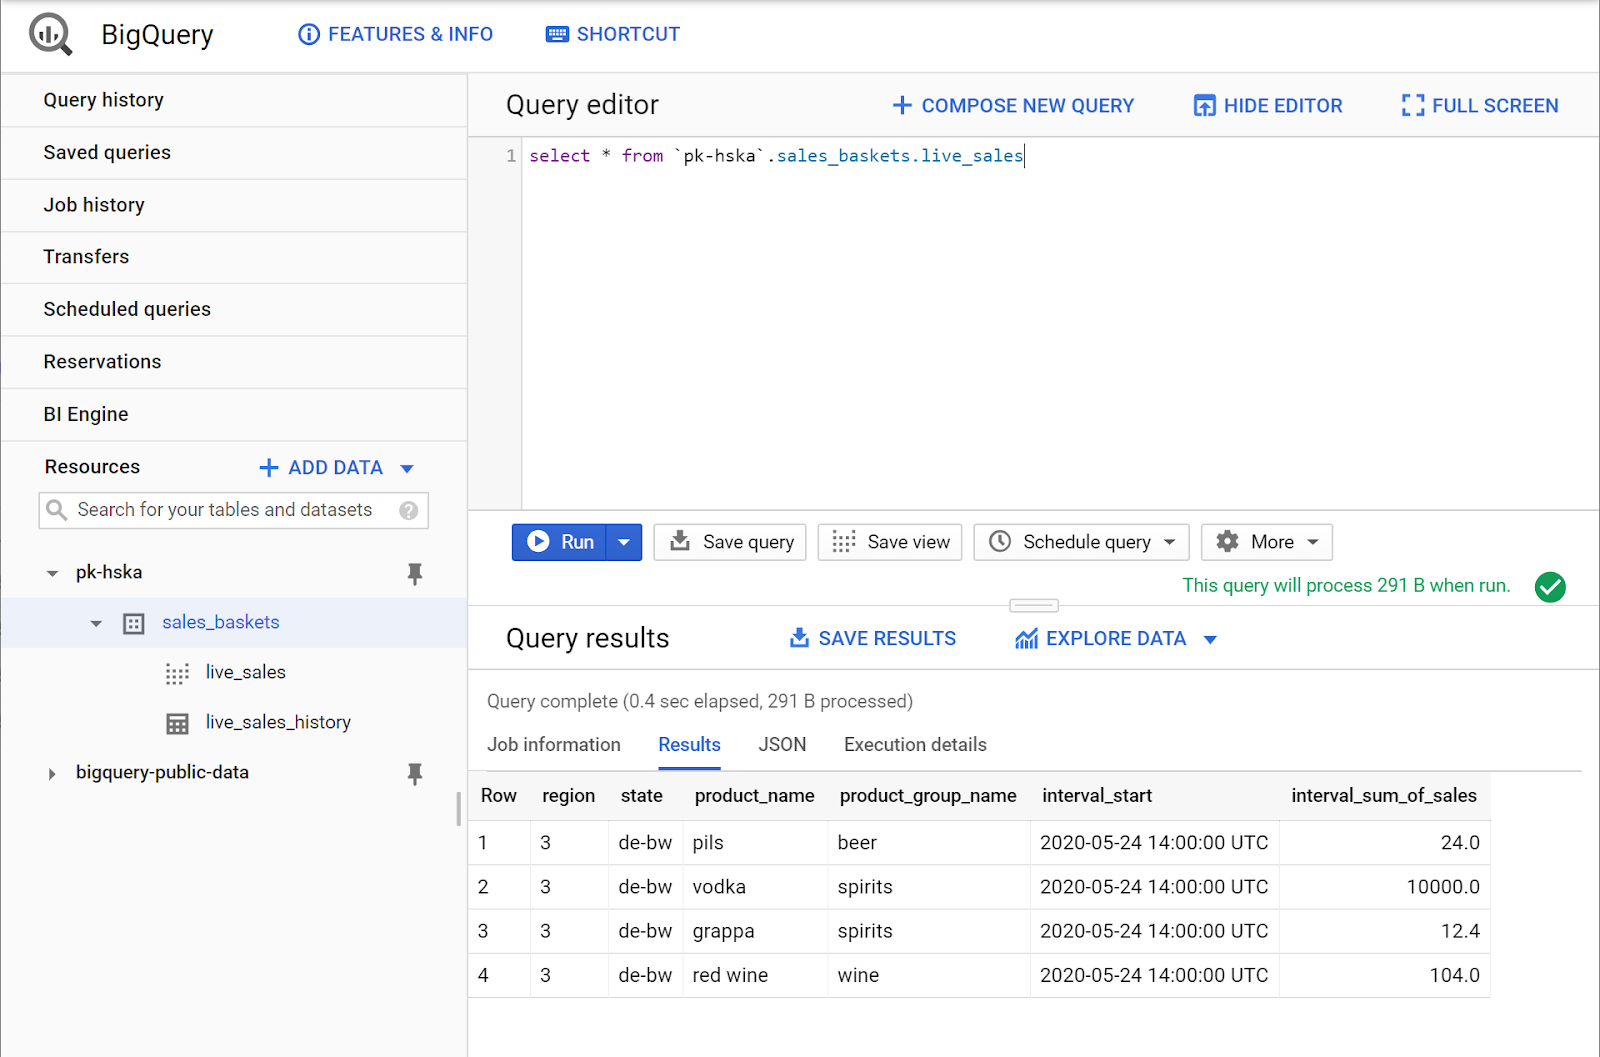 BigQuery FEATURES & INFO SHORTCUT
Query history
Saved queries
Job history
Transfers
Scheduled queries
Reservations
BI Engine
Resources ADD DATA
Search for your tables and datasets
pk-hska
sales_baskets
live_sales
live_sales_history
bigquery-public-data
Query editor COMPOSE NEW QUERY HIDE EDITOR FULL SCREEN
1 select * from `pk-hska`.sales_baskets.live_sales
Run Save query Save view Schedule query More
This query will process 291 B when run.
Query results SAVE RESULTS EXPLORE DATA
Query complete (0.4 sec elapsed, 291 B processed)
Job information Results JSON Execution details
Row region state product_name product_group_name interval_start interval_sum_of_sales
1 3 de-bw pils beer 2020-05-24 14:00:00 UTC 24.0
2 3 de-bw vodka spirits 2020-05-24 14:00:00 UTC 10000.0
3 3 de-bw grappa spirits 2020-05-24 14:00:00 UTC 12.4
4 3 de-bw red wine wine 2020-05-24 14:00:00 UTC 104.0